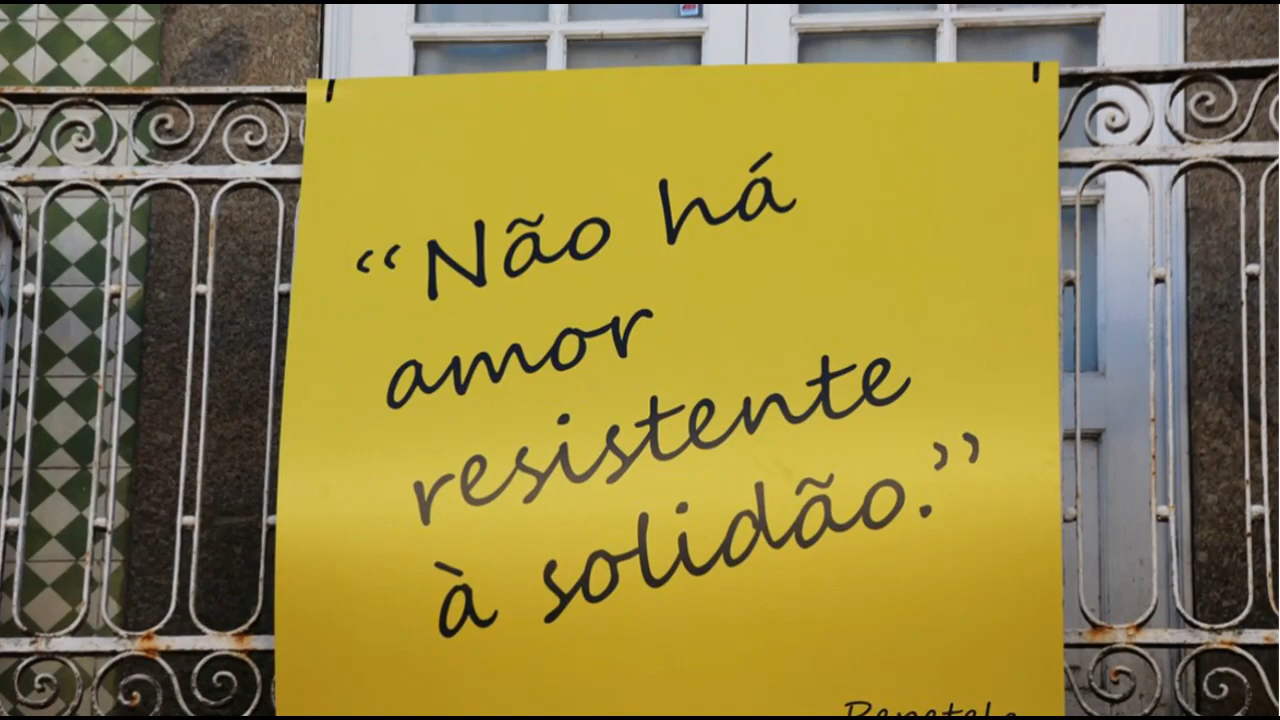 “Não há
amor
resistente
à solidão.”